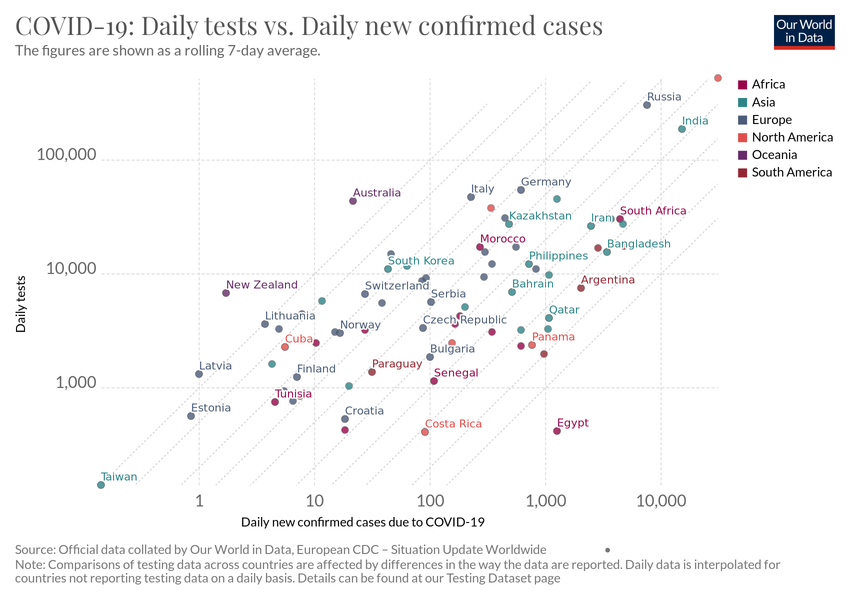 COVID-19: Daily tests vs. Daily new confirmed cases
The figures are shown as a rolling 7-day average.
Our World
in Data
Africa
Asia
Europe
North America
Oceania
South America
Russia
India
100,000
Australia
Italy
Germany
Kazakhstan
Iran
South Africa
Morocco
Bangladesh
South Korea
Philippines
10,000
New Zealand
Switzerland
Serbia
Bahrain
Argentina
Lithuania
Norway
Czech Republic
Qatar
Cuba
Bulgaria
Panama
Latvia
Finland
Paraguay
Senegal
1,000
Tunisia
Estonia
Croatia
Costa Rica
Egypt
Taiwan
Daily tests
1
10
100
1,000
10,000
Daily new confirmed cases due to COVID-19
Source: Official data collated by Our World in Data, European CDC – Situation Update Worldwide
Note: Comparisons of testing data across countries are affected by differences in the way the data are reported. Daily data is interpolated for
countries not reporting testing data on a daily basis. Details can be found at our Testing Dataset page